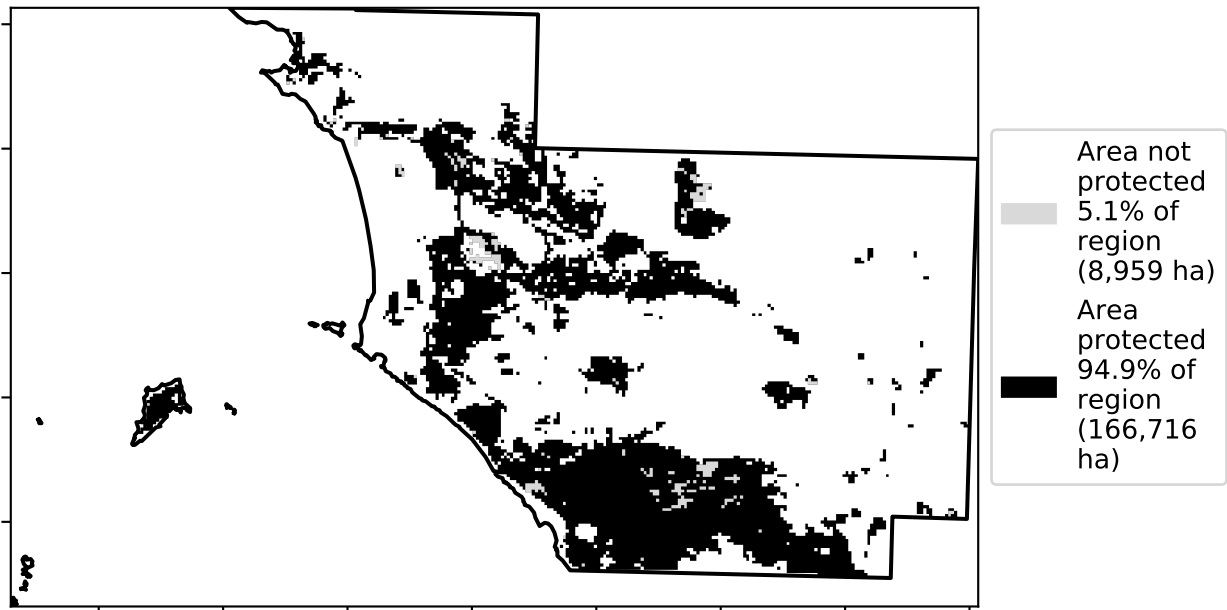 Area not
protected
5.1% of
region
(8,959 ha)
Area
protected
94.9% of
region
(166,716
ha)